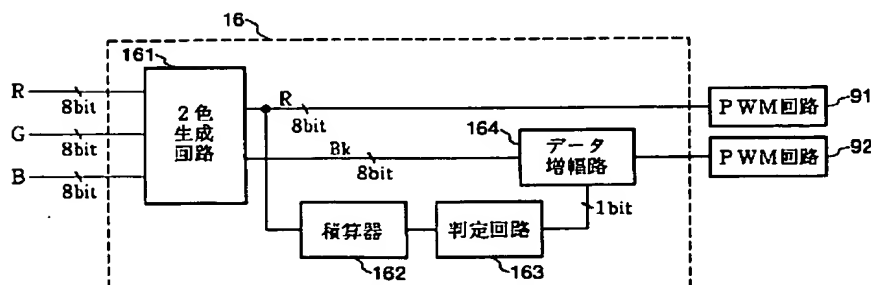 16
161
R
8bit
G
8bit
B
8bit
2色
生成
回路
R
8bit
Bk
8bit
164
データ
増幅路
1bit
積算器
162
判定回路
163
PWM回路
91
PWM回路
92